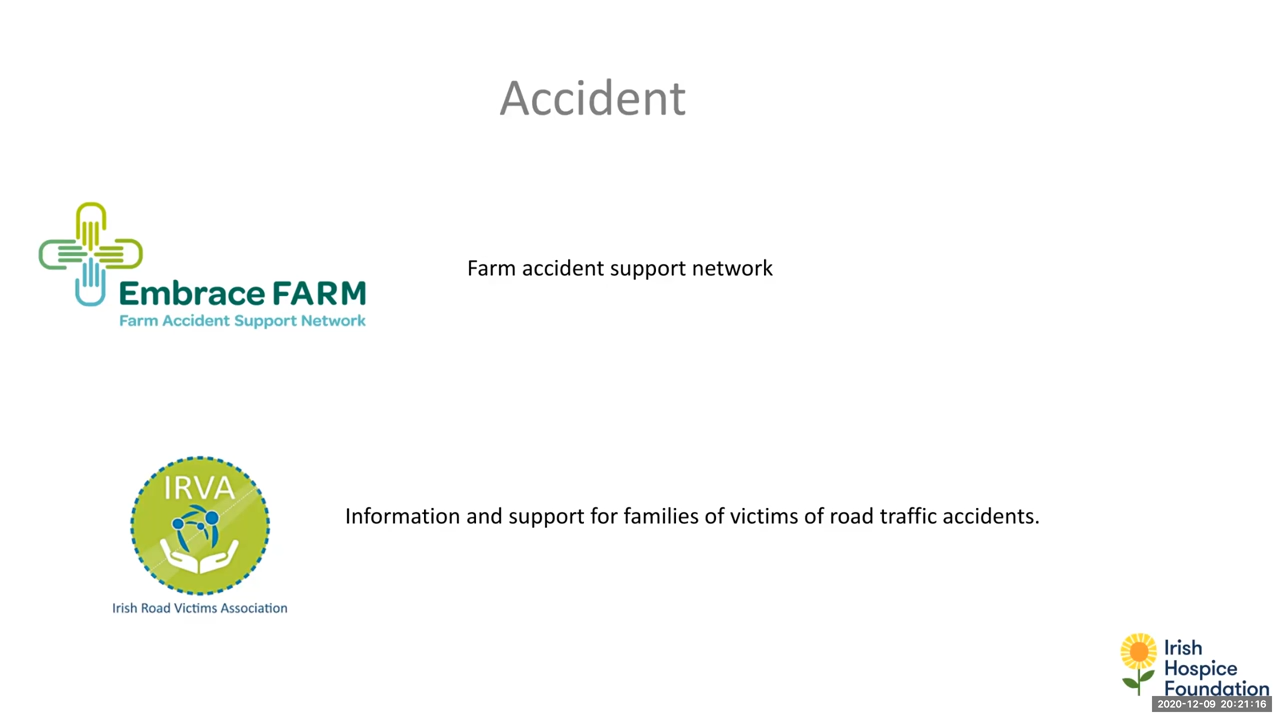 Accident
Embrace FARM
Farm Accident Support Network
Farm accident support network
IRVA
Information and support for families of victims of road traffic accidents.
Irish Road Victims Association
Irish
Hospice
Foundation
2020-12-09 20:21:16